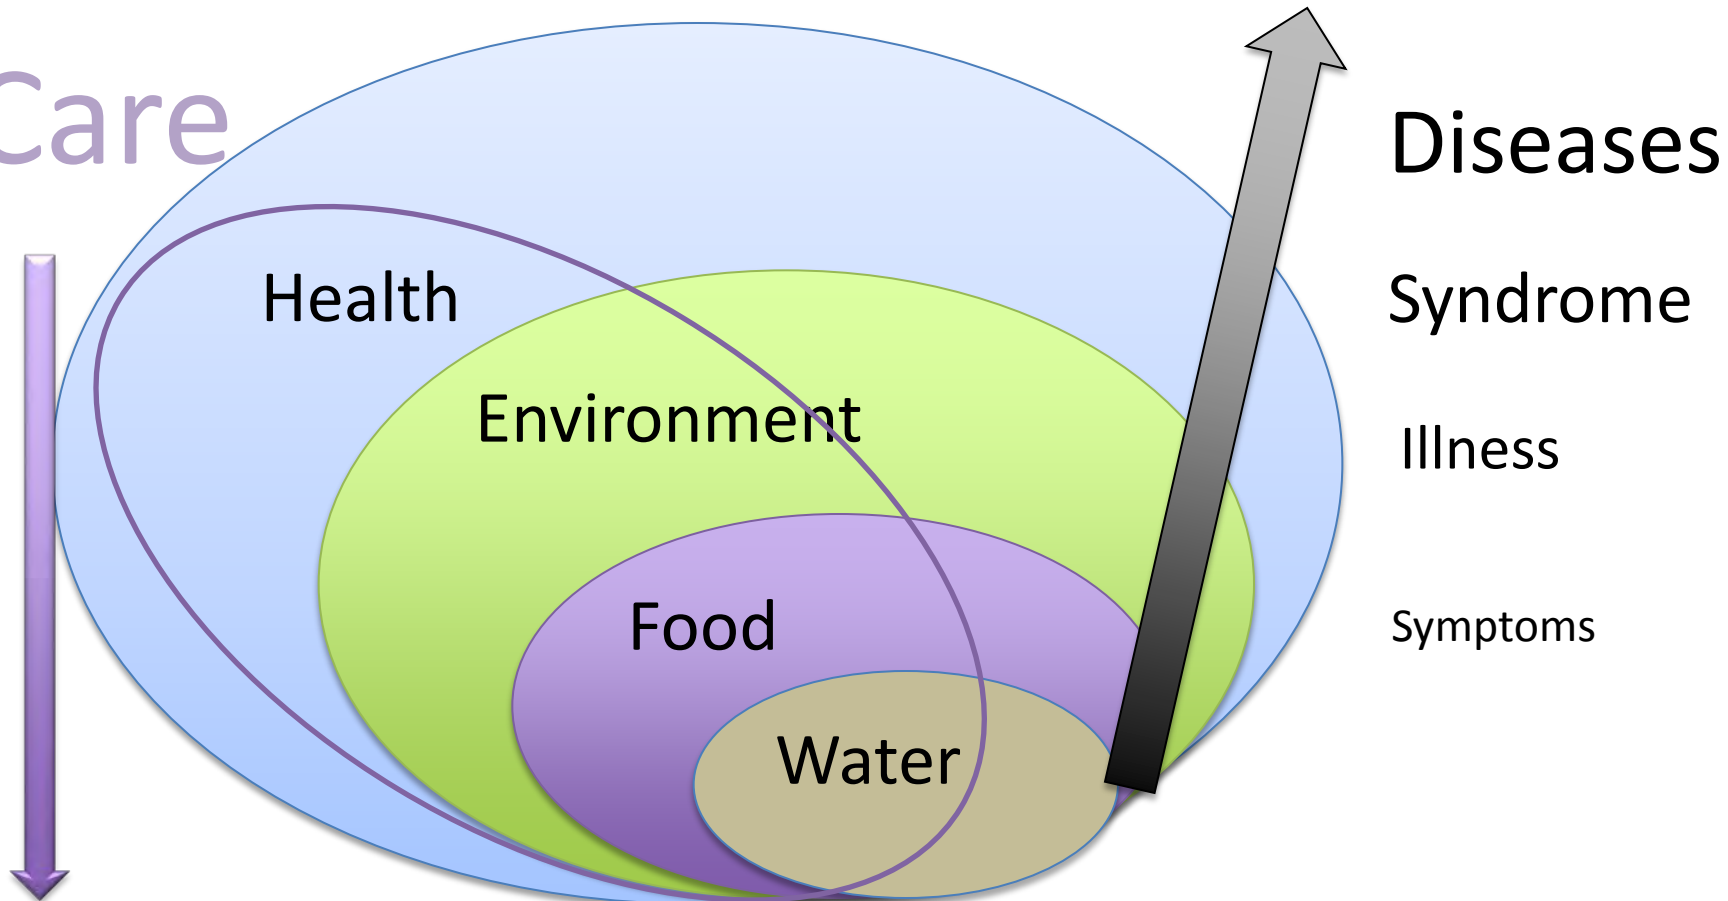 Care
Diseases
Health
Syndrome
Environment
Illness
Food
Symptoms
Water